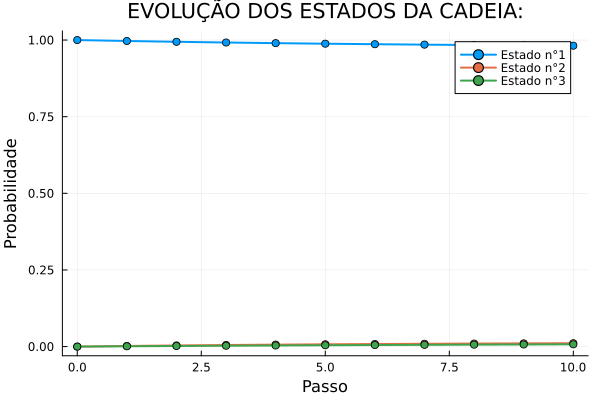 EVOLUÇÃO DOS ESTADOS DA CADEIA:
1.00
0.75
0.50
0.25
0.00
Probabilidade
Estado n°1
Estado n°2
Estado n°3
0.0 2.5 5.0 7.5 10.0
Passo